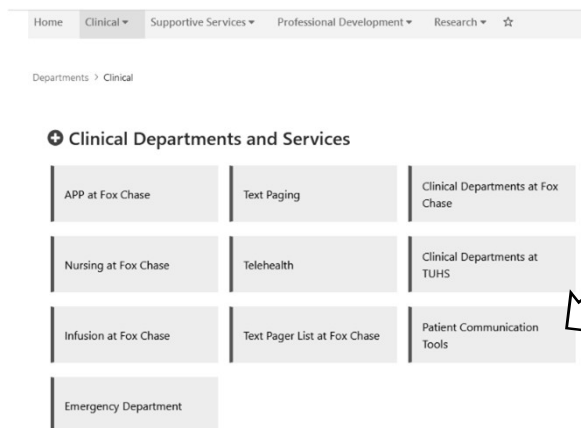 Home Clinical Supportive Services Professional Development Research
Departments > Clinical
Clinical Departments and Services
APP at Fox Chase
Text Paging
Clinical Departments at Fox
Chase
Nursing at Fox Chase
Telehealth
Clinical Departments at
TUHS
Infusion at Fox Chase
Text Pager List at Fox Chase
Patient Communication
Tools
Emergency Department